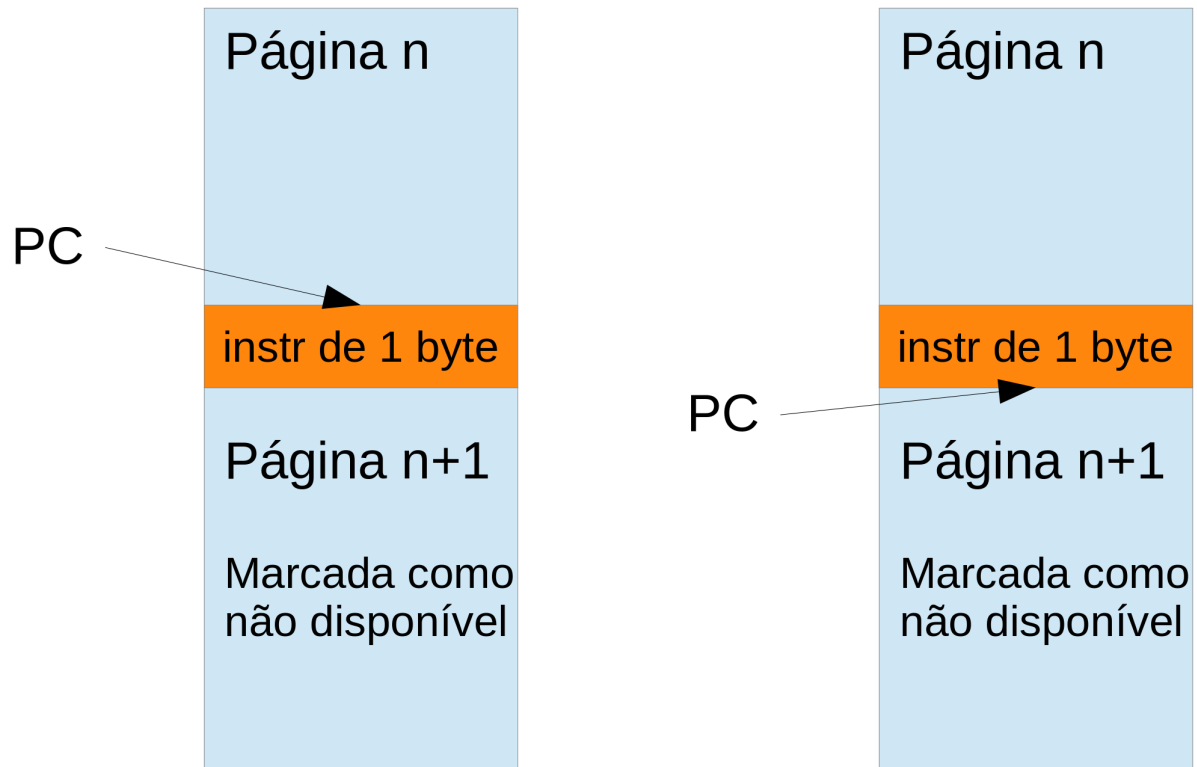 Página n
PC
instr de 1 byte
Página n+1
Marcada como
não disponível
Página n
instr de 1 byte
PC
Página n+1
Marcada como
não disponível